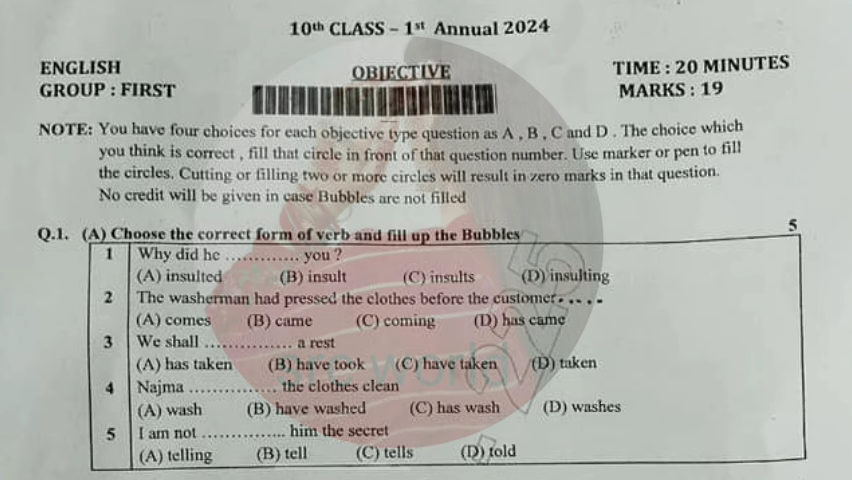 10th CLASS – 1st Annual 2024
ENGLISH
GROUP : FIRST
OBJECTIVE
TIME : 20 MINUTES
MARKS : 19
NOTE: You have four choices for each objective type question as A , B , C and D . The choice which
you think is correct , fill that circle in front of that question number. Use marker or pen to fill
the circles. Cutting or filling two or more circles will result in zero marks in that question.
No credit will be given in case Bubbles are not filled
Q.1. (A) Choose the correct form of verb and fill up the Bubbles 5
1 Why did he ............. you ?
(A) insulted (B) insult (C) insults (D) insulting
2 The washerman had pressed the clothes before the customer. . . . .
(A) comes (B) came (C) coming (D) has came
3 We shall ............... a rest
(A) has taken (B) have took (C) have taken (D) taken
4 Najma ............... the clothes clean
(A) wash (B) have washed (C) has wash (D) washes
5 I am not .............. him the secret
(A) telling (B) tell (C) tells (D) told